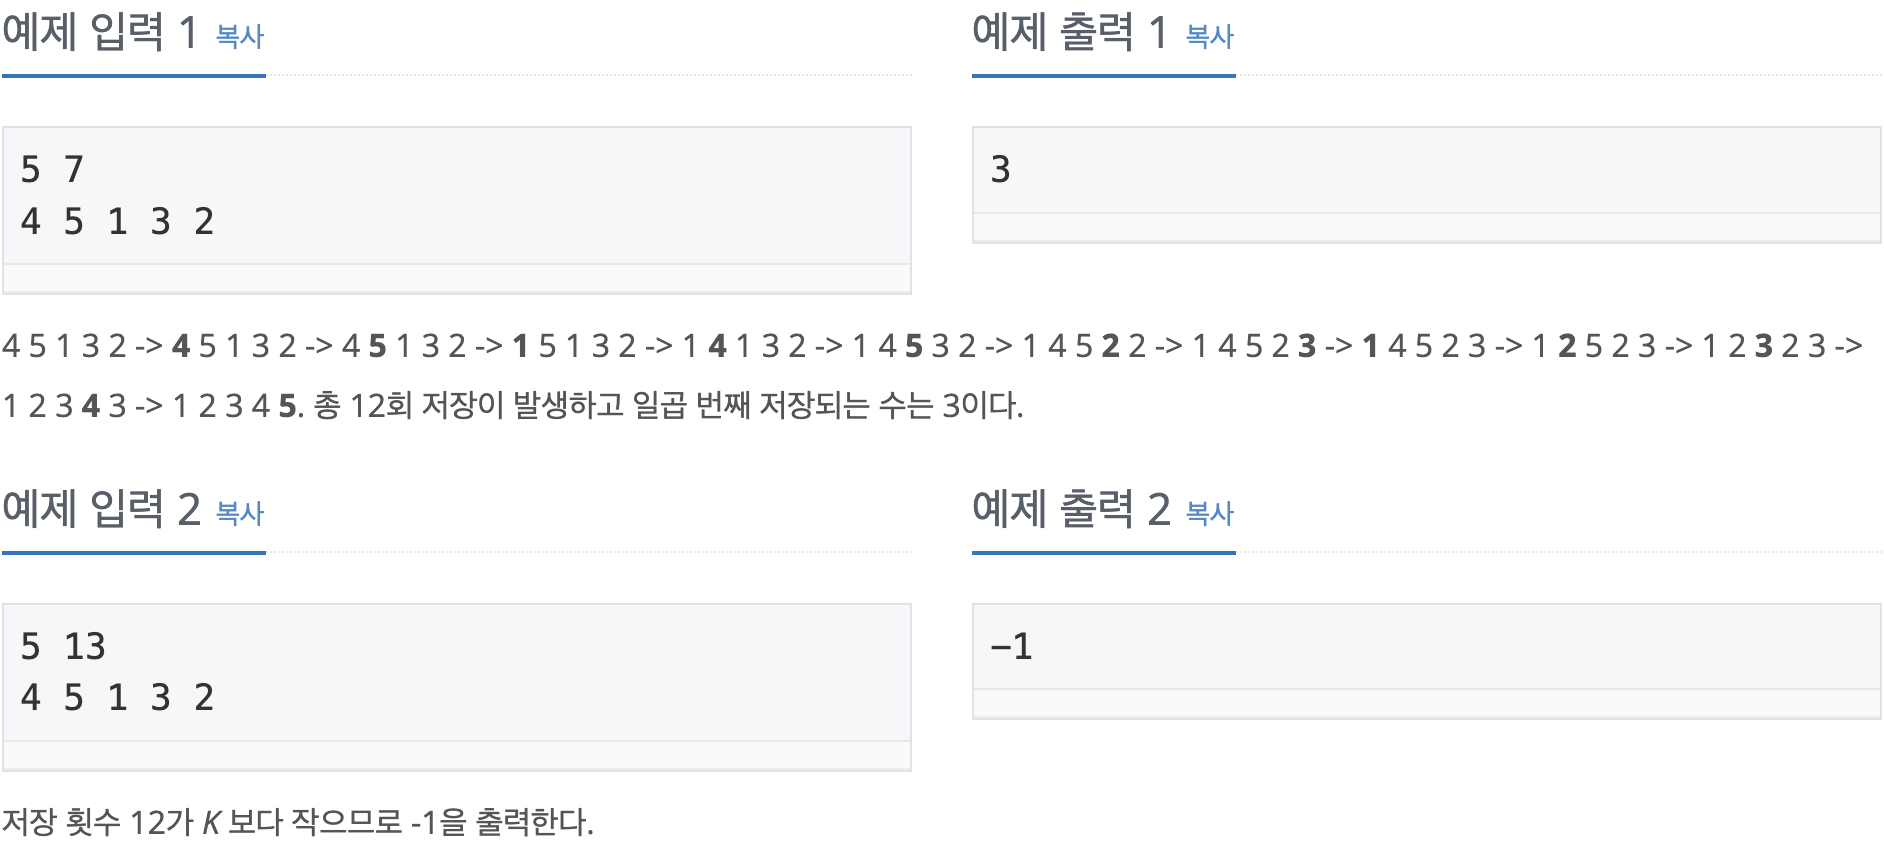 예제 입력 1 복사
5 7
4 5 1 3 2
예제 출력 1 복사
3
4 5 1 3 2 -> 4 5 1 3 2 -> 4 5 1 3 2 -> 1 5 1 3 2 -> 1 4 1 3 2 -> 1 4 5 3 2 -> 1 4 5 2 2 -> 1 4 5 2 3 -> 1 4 5 2 3 -> 1 2 5 2 3 -> 1 2 3 2 3 ->
1 2 3 4 3 -> 1 2 3 4 5. 총 12회 저장이 발생하고 일곱 번째 저장되는 수는 3이다.
예제 입력 2 복사
5 13
4 5 1 3 2
예제 출력 2 복사
-1
저장 횟수 12가 K 보다 작으므로 -1을 출력한다.